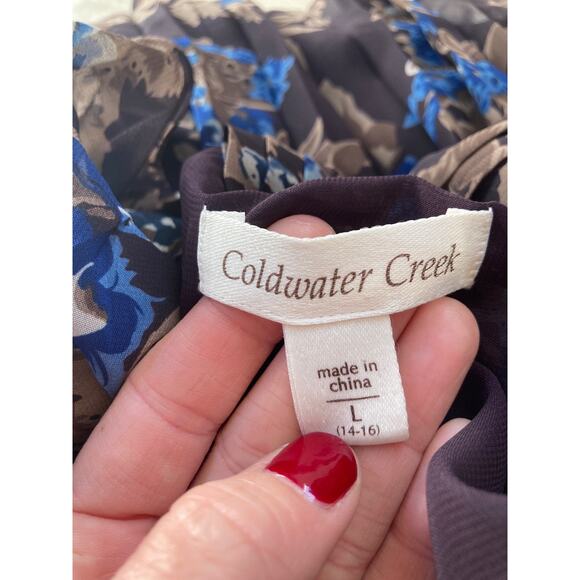 Coldwater Creek
made in
china
L
(14-16)